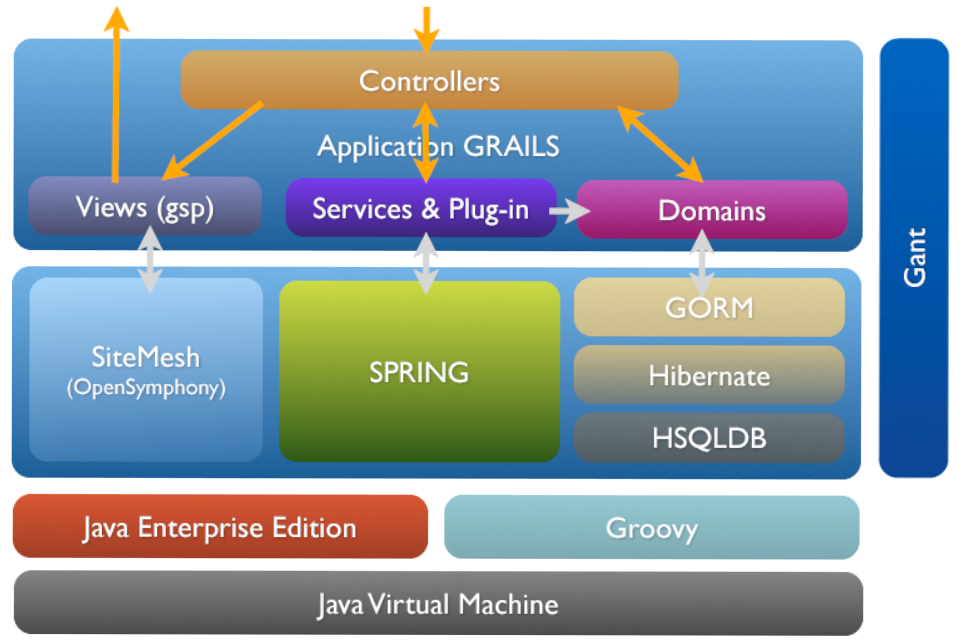 Controllers
Application GRAILS
Views (gsp)
Services & Plug-in
Domains
Gant
SiteMesh
(OpenSymphony)
SPRING
GORM
Hibernate
HSQLDB
Java Enterprise Edition
Groovy
Java Virtual Machine